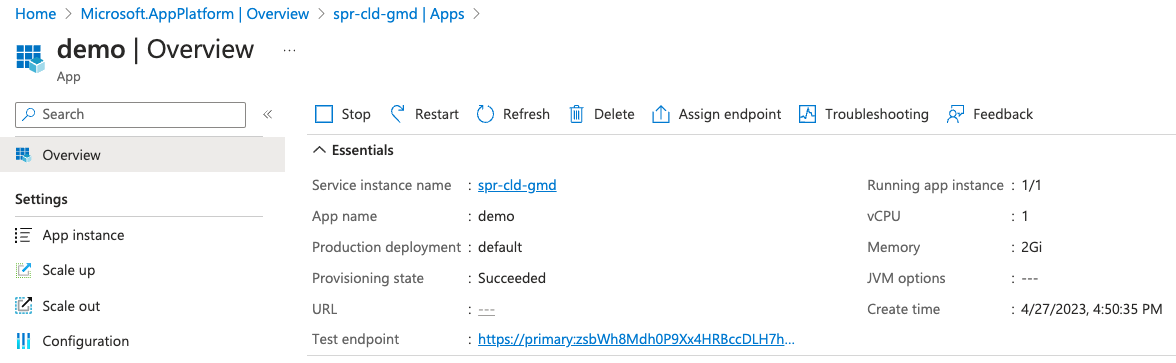 Home > Microsoft.AppPlatform | Overview > spr-cld-gmd | Apps >
demo | Overview ...
App
Search «
Stop Restart Refresh Delete Assign endpoint Troubleshooting Feedback
Overview
Essentials
Settings
Service instance name : spr-cld-gmd Running app instance : 1/1
App name : demo vCPU : 1
App instance
Production deployment : default Memory : 2Gi
Scale up
Provisioning state : Succeeded JVM options : ---
Scale out
URL : --- Create time : 4/27/2023, 4:50:35 PM
Configuration
Test endpoint : https://primary:zsbWh8Mdh0P9Xx4HRBccDLH7h...